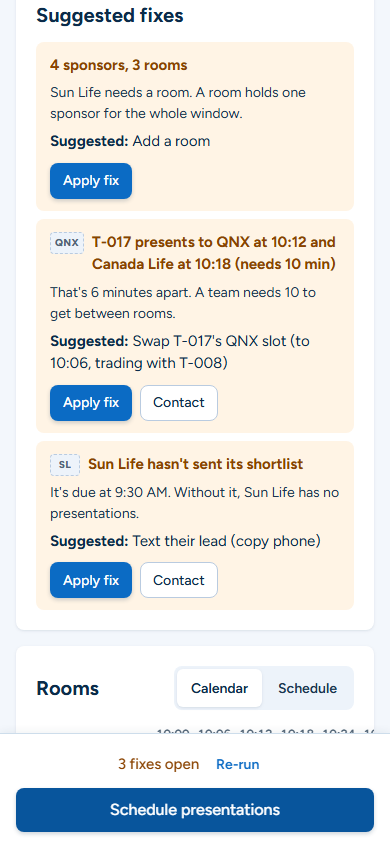 Suggested fixes
4 sponsors, 3 rooms
Sun Life needs a room. A room holds one
sponsor for the whole window.
Suggested: Add a room
Apply fix
QNX
T-017 presents to QNX at 10:12 and
Canada Life at 10:18 (needs 10 min)
That's 6 minutes apart. A team needs 10 to
get between rooms.
Suggested: Swap T-017's QNX slot (to
10:06, trading with T-008)
Apply fix
Contact
SL
Sun Life hasn't sent its shortlist
It's due at 9:30 AM. Without it, Sun Life has no
presentations.
Suggested: Text their lead (copy phone)
Apply fix
Contact
Rooms
Calendar
Schedule
10:00 10:06 10:12 10:18 10:24
3 fixes open
Re-run
Schedule presentations